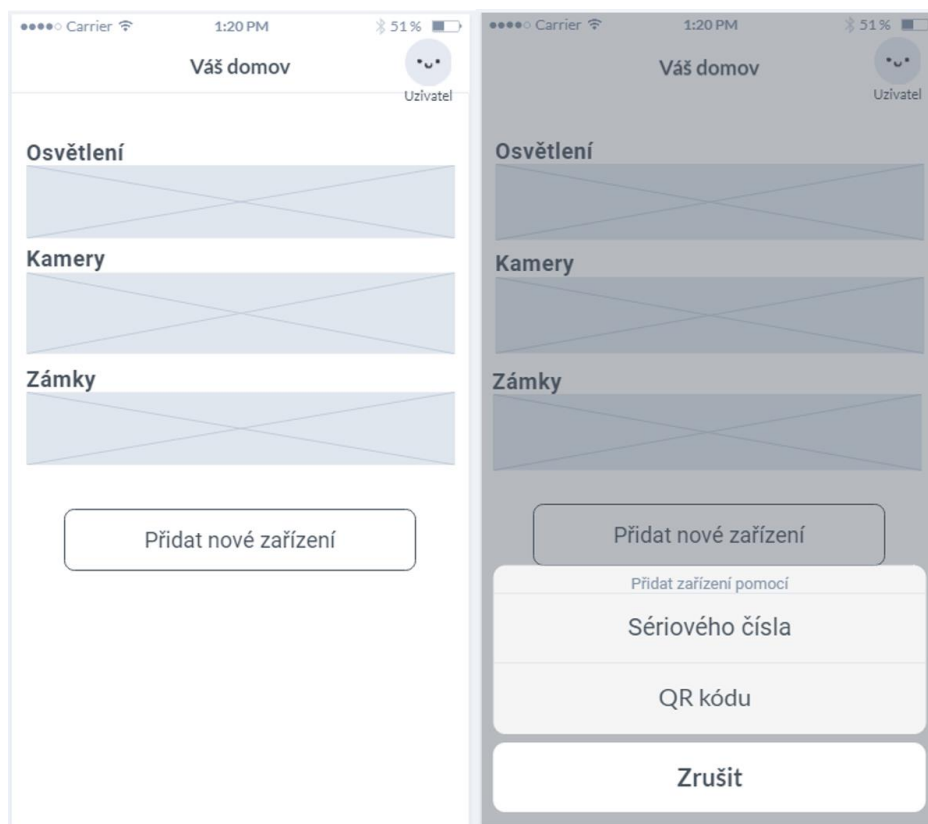 Carrier 1:20 PM 51%
Váš domov
Uzivatel
Osvětlení
Kamery
Zámky
Přidat nové zařízení
Carrier 1:20 PM 51%
Váš domov
Uzivatel
Osvětlení
Kamery
Zámky
Přidat nové zařízení
Přidat zařízení pomocí
Sériového čísla
QR kódu
Zrušit